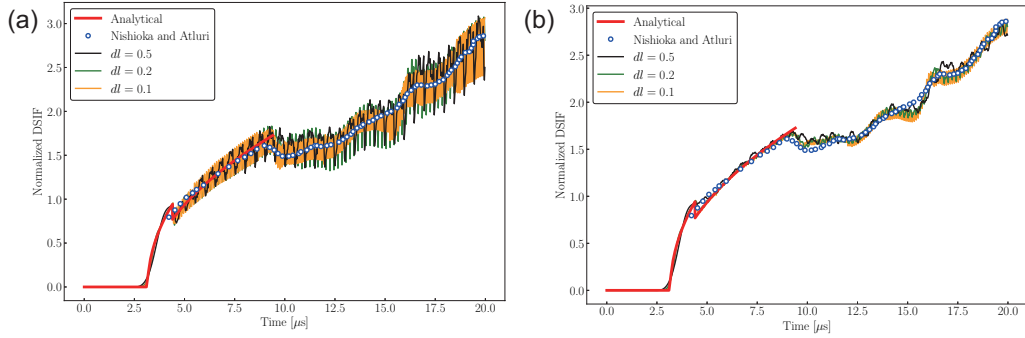 (a)
Analytical
Nishioka and Atluri
dl = 0.5
dl = 0.2
dl = 0.1
Normalized DSIF
3.0
2.5
2.0
1.5
1.0
0.5
0.0
0.0 2.5 5.0 7.5 10.0 12.5 15.0 17.5 20.0
Time [μs]
(b)
Analytical
Nishioka and Atluri
dl = 0.5
dl = 0.2
dl = 0.1
Normalized DSIF
3.0
2.5
2.0
1.5
1.0
0.5
0.0
0.0 2.5 5.0 7.5 10.0 12.5 15.0 17.5 20.0
Time [μs]